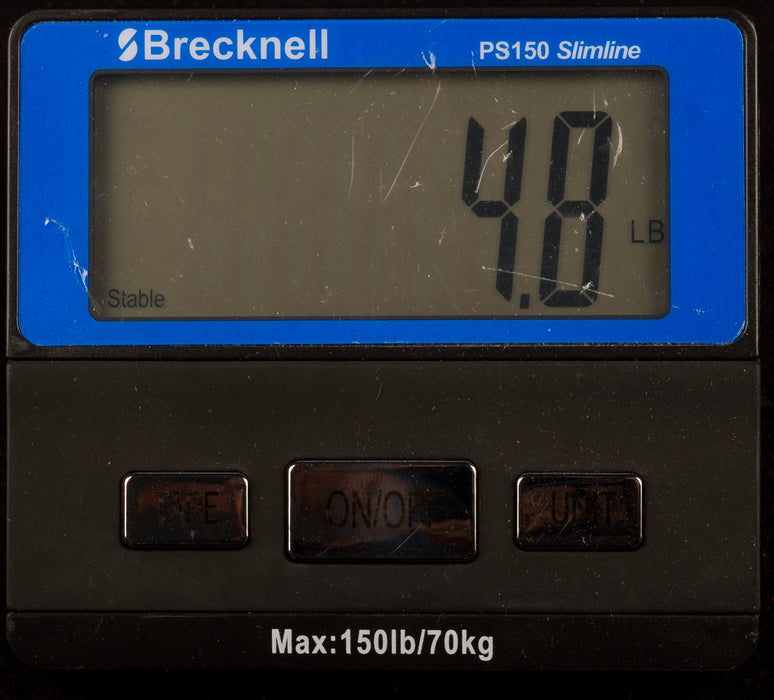 Brecknell PS150 Slimline
4.8 LB
Stable
TARE ON/OFF UNIT
Max:150lb/70kg